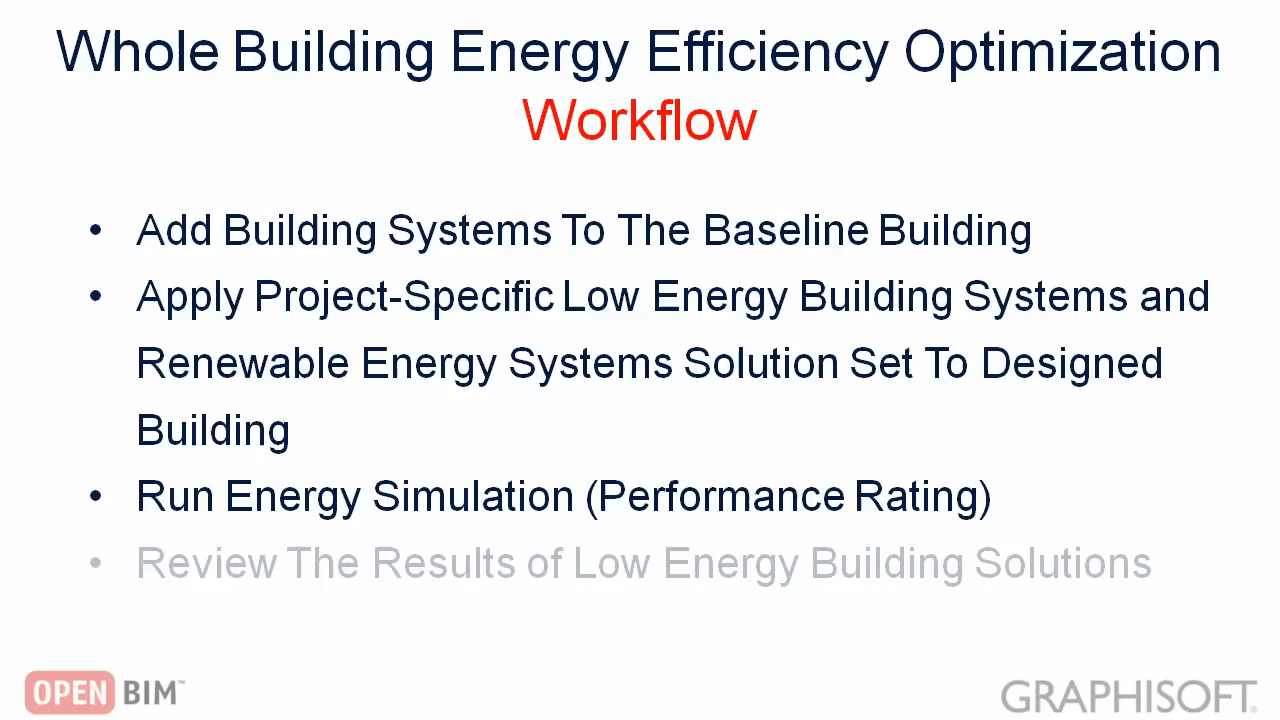 Whole Building Energy Efficiency Optimization
Workflow
• Add Building Systems To The Baseline Building
• Apply Project-Specific Low Energy Building Systems and
Renewable Energy Systems Solution Set To Designed
Building
• Run Energy Simulation (Performance Rating)
• Review The Results of Low Energy Building Solutions
OPEN BIM™
GRAPHISOFT®